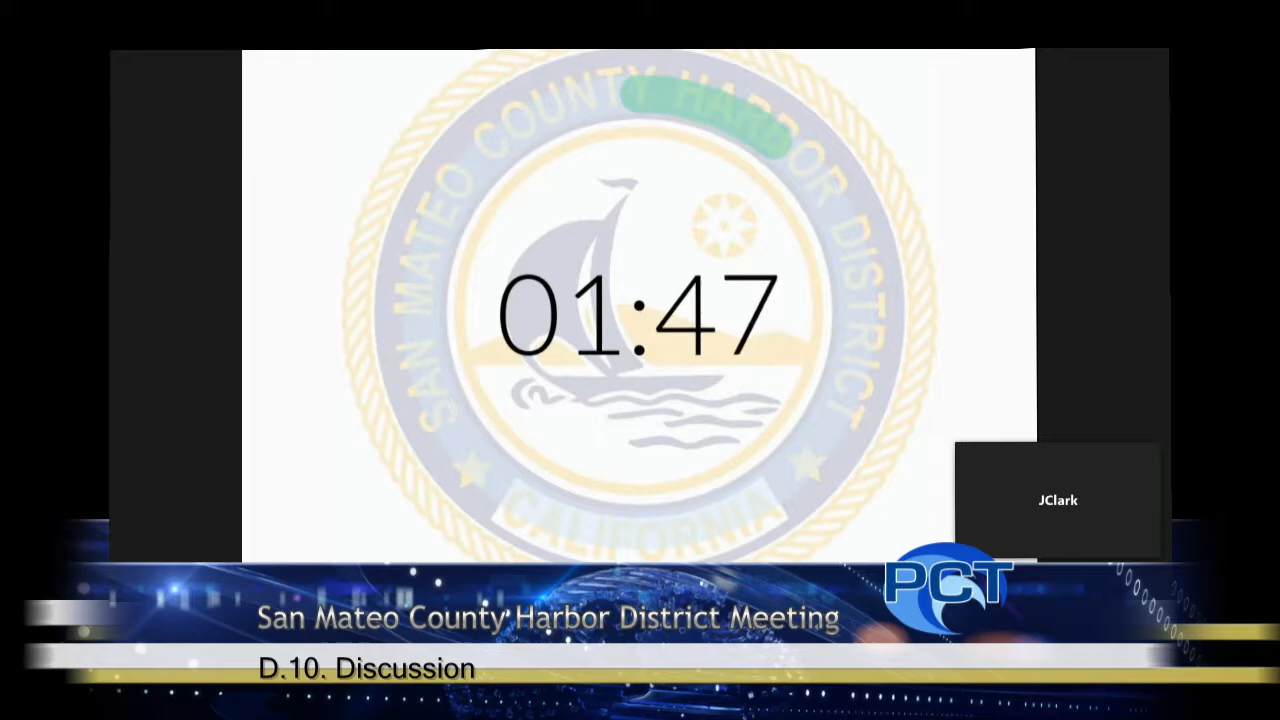 SAN MATEO COUNTY HARBOR DISTRICT
01:47
CALIFORNIA
JClark
PCT
San Mateo County Harbor District Meeting
D.10. Discussion